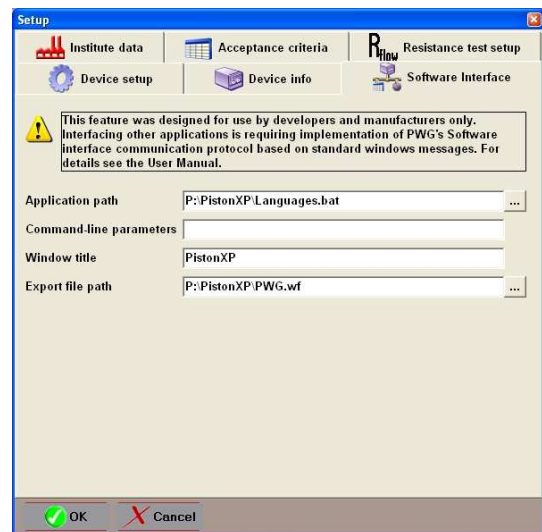 Setup
Institute data
Acceptance criteria
Rflow Resistance test setup
Device setup
Device info
Software Interface
This feature was designed for use by developers and manufacturers only.
Interfacing other applications is requiring implementation of PWG's Software
interface communication protocol based on standard windows messages. For
details see the User Manual.
Application path P:\PistonXP\Languages.bat ...
Command-line parameters
Window title PistonXP
Export file path P:\PistonXP\PWG.wf ...
OK Cancel